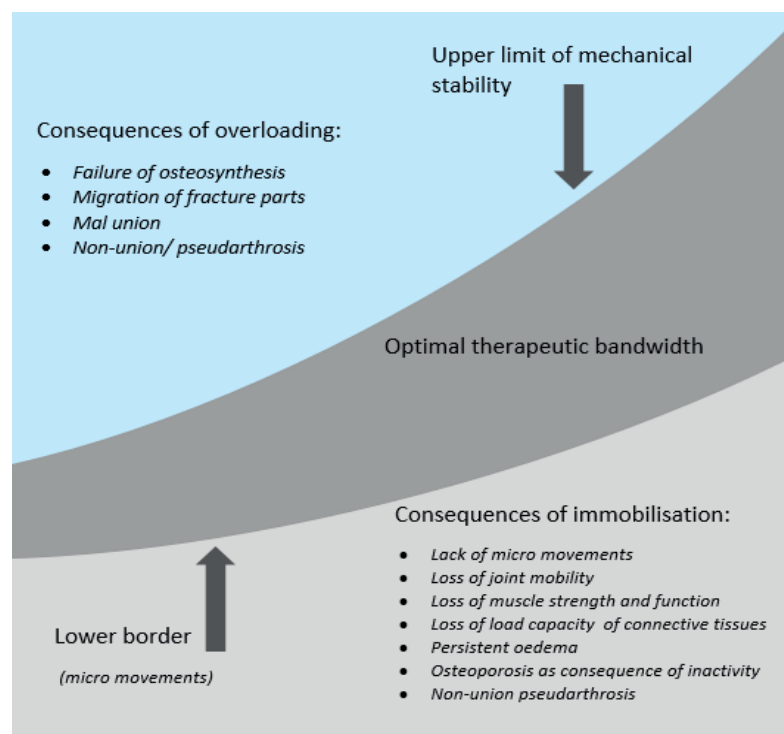 Upper limit of mechanical
stability
Consequences of overloading:
• Failure of osteosynthesis
• Migration of fracture parts
• Mal union
• Non-union/ pseudarthrosis
Optimal therapeutic bandwidth
Consequences of immobilisation:
• Lack of micro movements
• Loss of joint mobility
• Loss of muscle strength and function
• Loss of load capacity  of connective tissues
• Persistent oedema
• Osteoporosis as consequence of inactivity
• Non-union pseudarthrosis
Lower border
(micro movements)